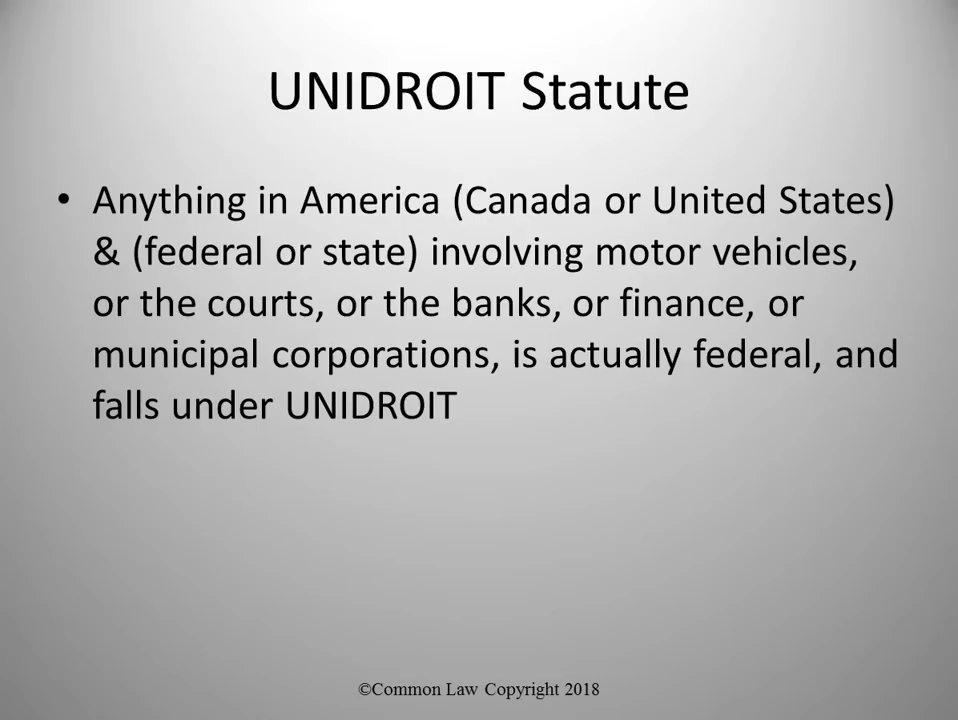 UNIDROIT Statute
• Anything in America (Canada or United States)
& (federal or state) involving motor vehicles,
or the courts, or the banks, or finance, or
municipal corporations, is actually federal, and
falls under UNIDROIT
©Common Law Copyright 2018